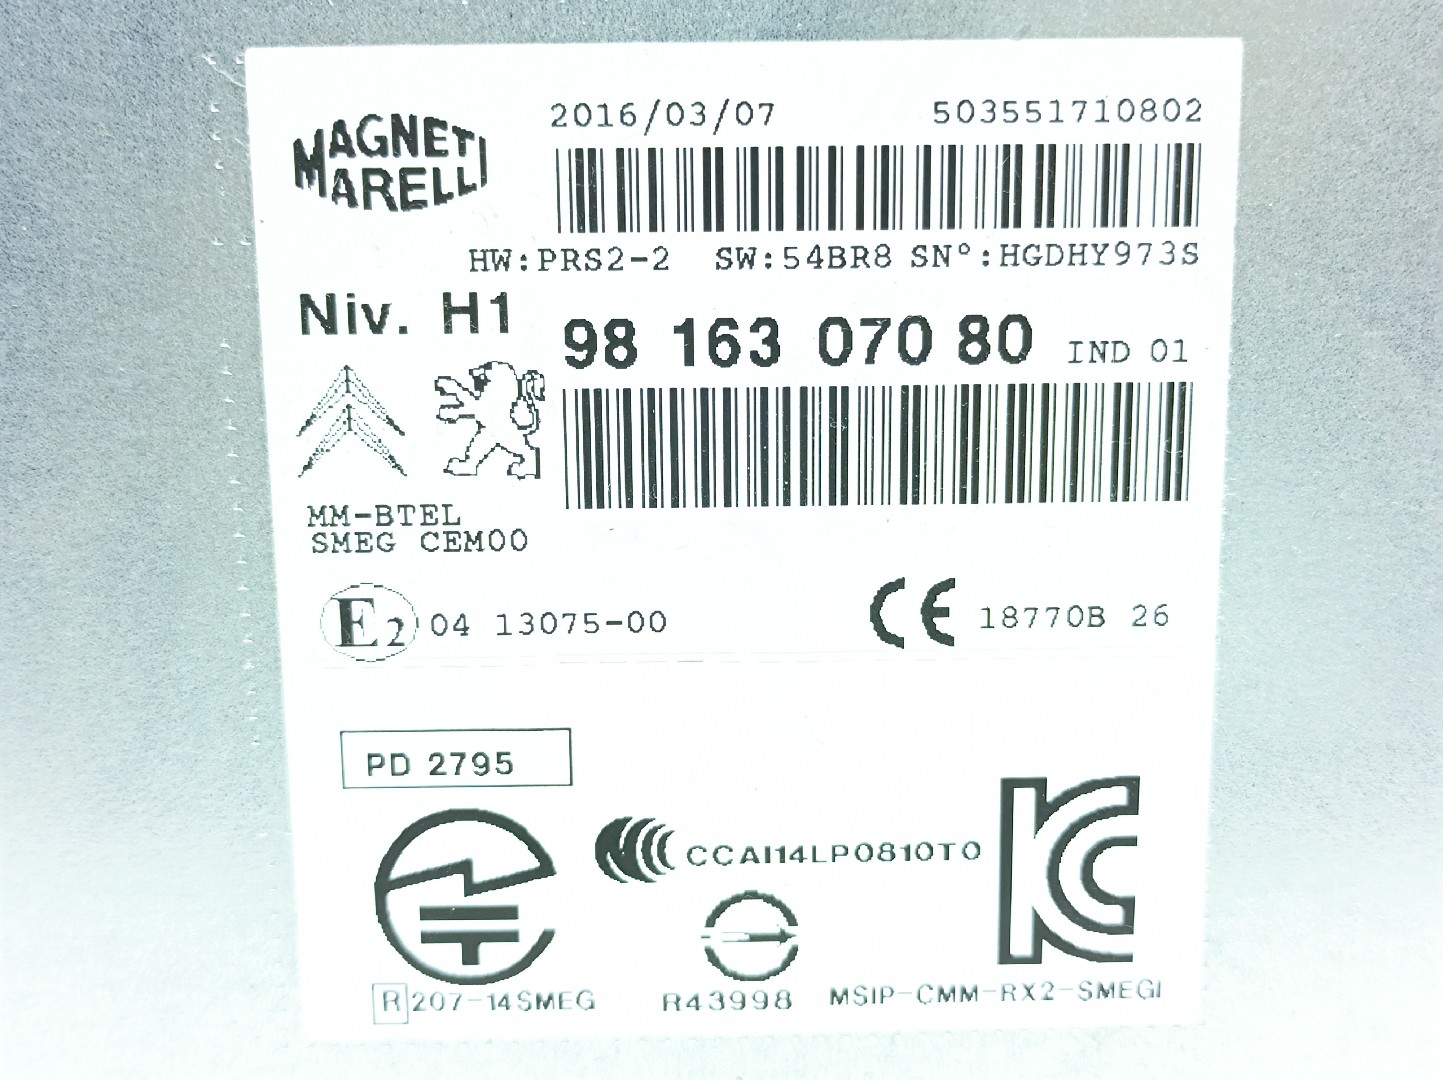 MAGNETI
MARELLI
2016/03/07 503551710802
HW:PRS2-2 SW:54BR8 SN°:HGDHY973S
Niv. H1
98 163 070 80 IND 01
MM-BTEL
SMEG CEM00
E2 04 13075-00
CE 18770B 26
PD 2795
CCAI14LP0810T0
R 207-14SMEG
R43998
MSIP-CMM-RX2-SMEGI